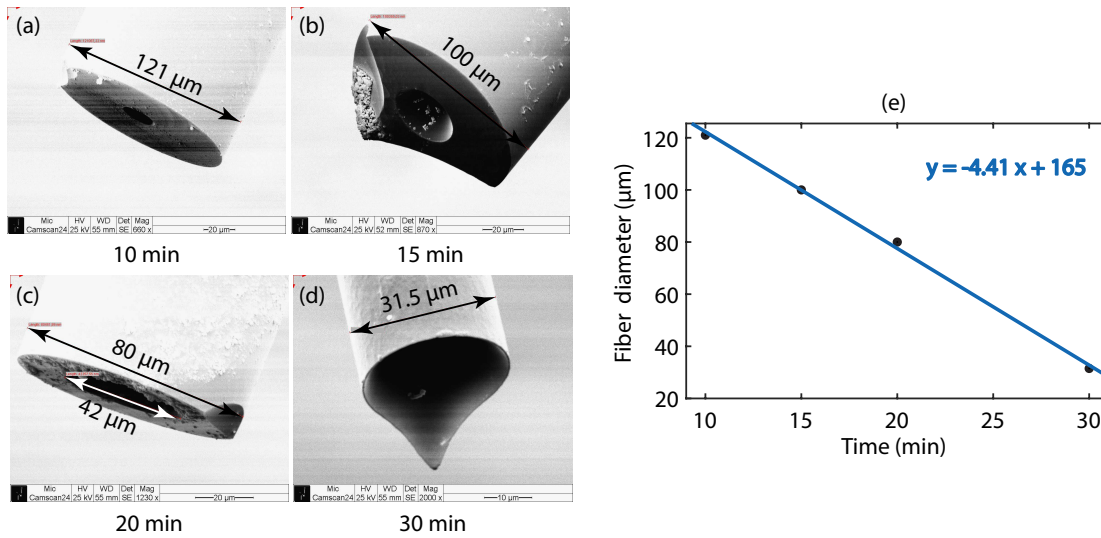 (a)
121 µm
Mic HV WD Det Mag
Camscan24 25 kV 55 mm SE 660 x
20 µm
10 min
(b)
100 µm
Mic HV WD Det Mag
Camscan24 25 kV 52 mm SE 870 x
20 µm
15 min
(c)
80 µm
42 µm
Mic HV WD Det Mag
Camscan24 25 kV 55 mm SE 1230 x
20 µm
20 min
(d)
31.5 µm
Mic HV WD Det Mag
Camscan24 25 kV 55 mm SE 2000 x
10 µm
30 min
(e)
y = -4.41 x + 165
Fiber diameter (µm)
120
100
80
60
40
20
10 15 20 25 30
Time (min)